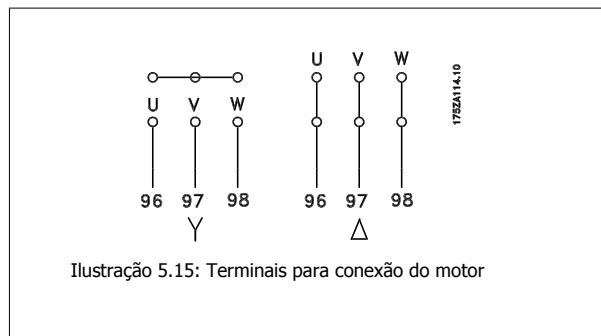 U V W
U V W
175ZA114.10
96 97 98
96 97 98
Y Δ
Ilustração 5.15: Terminais para conexão do motor